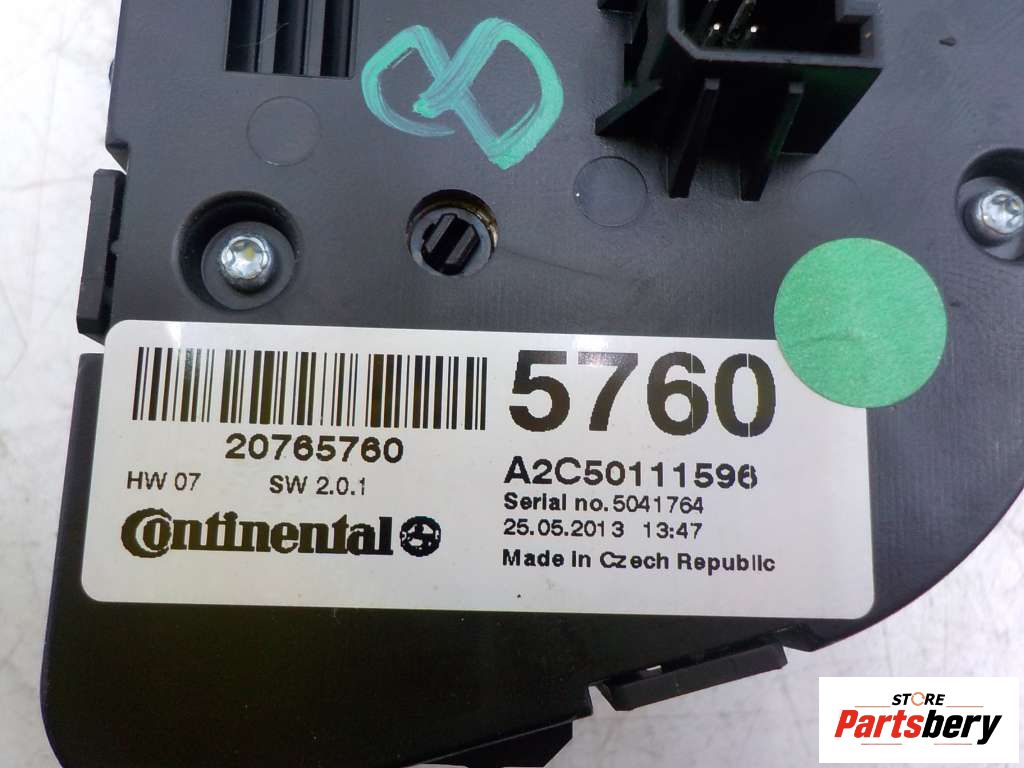 8
5760
20765760
A2C50111596
HW 07 SW 2.0.1
Serial no.5041764
25.05.2013 13:47
Continental
Made in Czech Republic
STORE
Partsbery